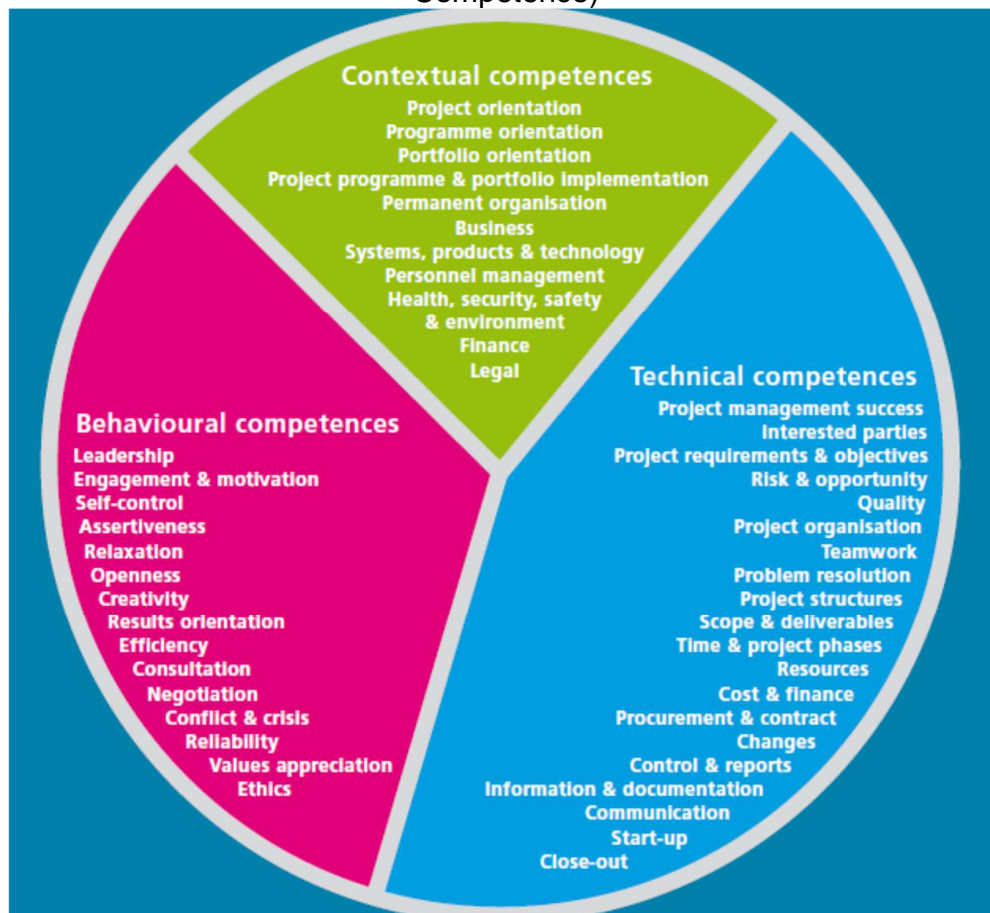 Competence)
Contextual competences
Project orientation
Programme orientation
Portfolio orientation
Project programme & portfolio implementation
Permanent organisation
Business
Systems, products & technology
Personnel management
Health, security, safety
& environment
Finance
Legal
Behavioural competences
Leadership
Engagement & motivation
Self-control
Assertiveness
Relaxation
Openness
Creativity
Results orientation
Efficiency
Consultation
Negotiation
Conflict & crisis
Reliability
Values appreciation
Ethics
Technical competences
Project management success
Interested parties
Project requirements & objectives
Risk & opportunity
Quality
Project organisation
Teamwork
Problem resolution
Project structures
Scope & deliverables
Time & project phases
Resources
Cost & finance
Procurement & contract
Changes
Control & reports
Information & documentation
Communication
Start-up
Close-out